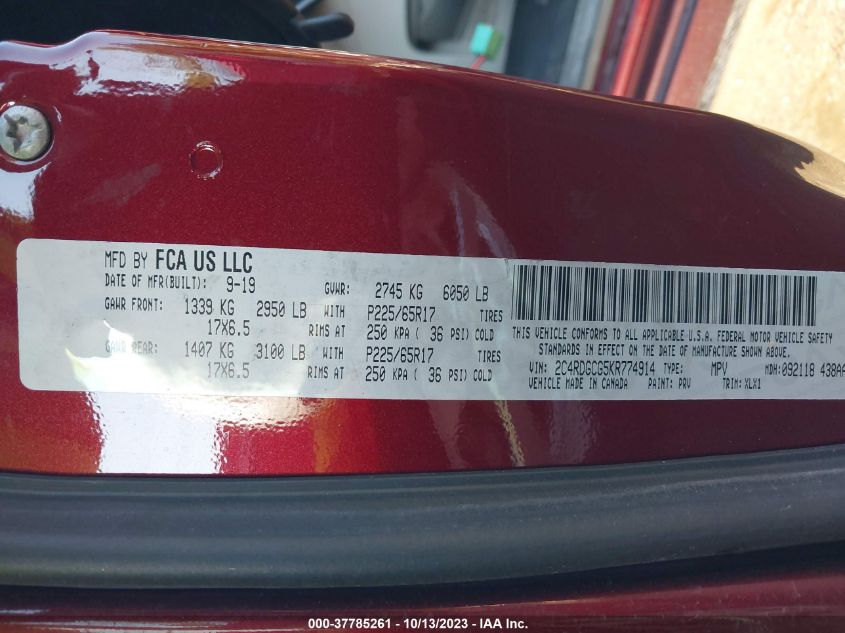 MFD BY FCA US LLC
DATE OF MFR(BUILT): 9-19 GVWR: 2745 KG 6050 LB
GAWR FRONT: 1339 KG 2950 LB WITH P225/65R17 TIRES
17X6.5 RIMS AT 250 KPA ( 36 PSI) COLD
GAWR REAR: 1407 KG 3100 LB WITH P225/65R17 TIRES
17X6.5 RIMS AT 250 KPA ( 36 PSI) COLD
THIS VEHICLE CONFORMS TO ALL APPLICABLE U.S.A. FEDERAL MOTOR VEHICLE SAFETY
STANDARDS IN EFFECT ON THE DATE OF MANUFACTURE SHOWN ABOVE.
VIN: 2C4RDGCG5KR774914 TYPE: MPV MDH:092118 438AA
VEHICLE MADE IN CANADA PAINT: PRV TRIM: XLX1
000-37785261 - 10/13/2023 - IAA Inc.